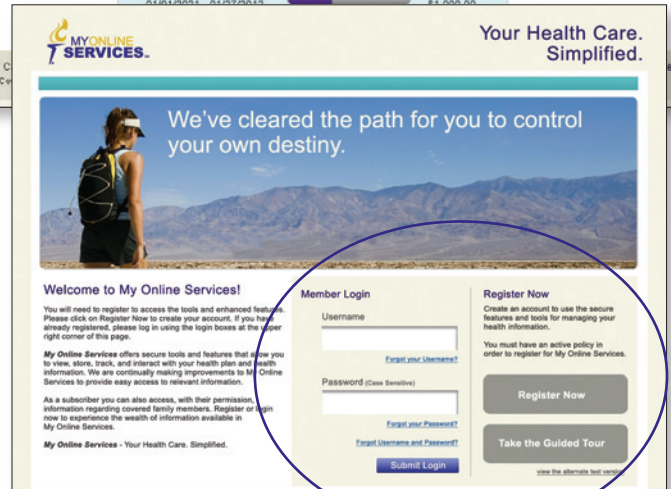 01/01/2021 - 01/27/2013 $1,000.00
MYONLINE
SERVICES
Your Health Care.
Simplified.
We've cleared the path for you to control
your own destiny.
Welcome to My Online Services!
You will need to register to access the tools and enhanced features.
Please click on Register Now to create your account. If you have
already registered, please log in using the login boxes at the upper
right corner of this page.
My Online Services offers secure tools and features that allow you
to view, store, track, and interact with your health plan and health
information. We are continually making improvements to My Online
Services to provide easy access to relevant information.
As a subscriber you can also access, with their permission,
information regarding covered family members. Register or login
now to experience the wealth of information available in
My Online Services.
My Online Services - Your Health Care. Simplified.
Member Login
Username
Forgot your Username?
Password (Case Sensitive)
Forgot your Password?
Forgot Username and Password?
Submit Login
Register Now
Create an account to use the secure
features and tools for managing your
health information.
You must have an active policy in
order to register for My Online Services.
Register Now
Take the Guided Tour
view the alternate text version